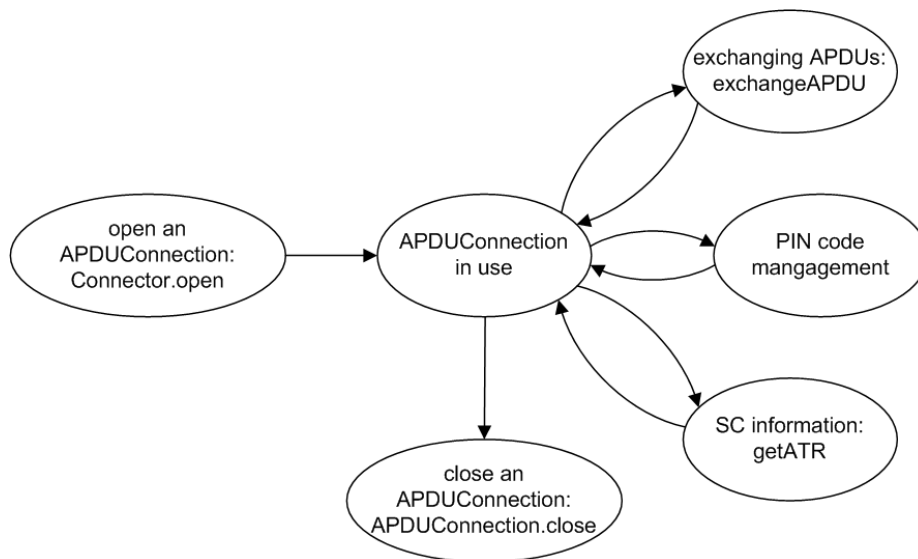 exchanging APDUs:
exchangeAPDU
open an
APDUConnection:
Connector.open
APDUConnection
in use
PIN code
mangagement
SC information:
getATR
close an
APDUConnection:
APDUConnection.close